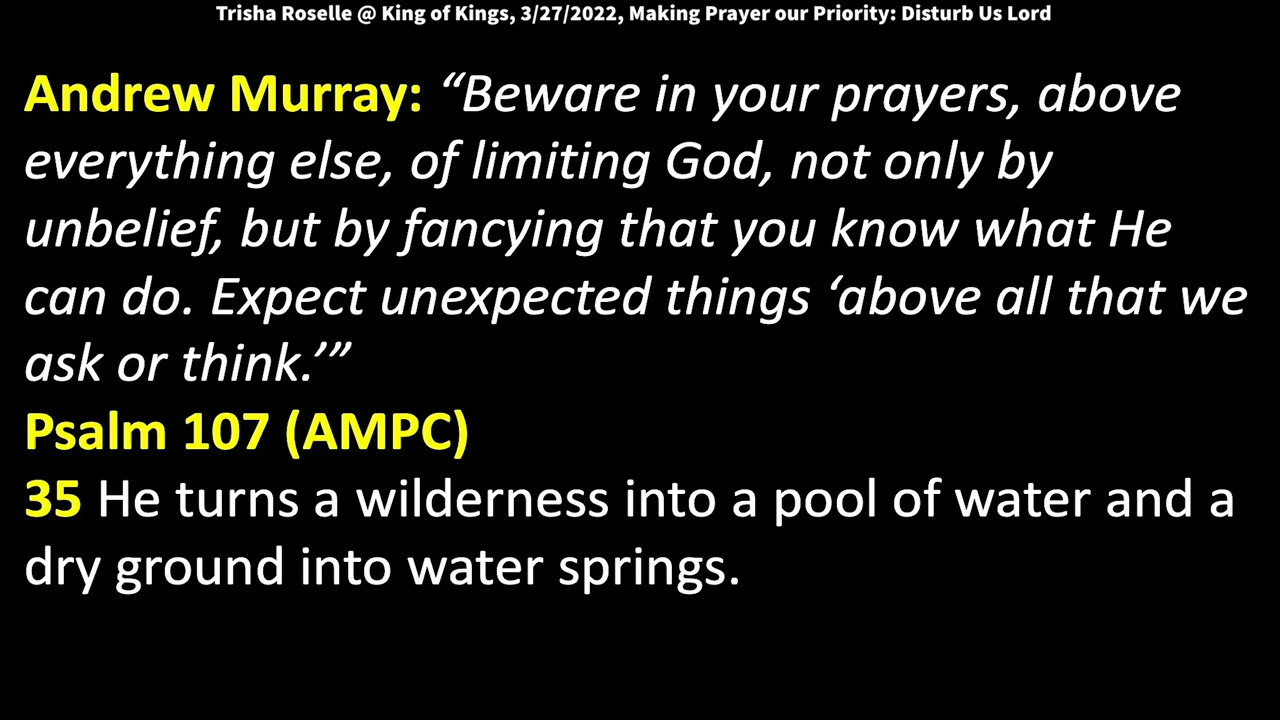 Trisha Roselle @ King of Kings, 3/27/2022, Making Prayer our Priority: Disturb Us Lord
Andrew Murray: “Beware in your prayers, above
everything else, of limiting God, not only by
unbelief, but by fancying that you know what He
can do. Expect unexpected things ‘above all that we
ask or think.’”
Psalm 107 (AMPC)
35 He turns a wilderness into a pool of water and a
dry ground into water springs.